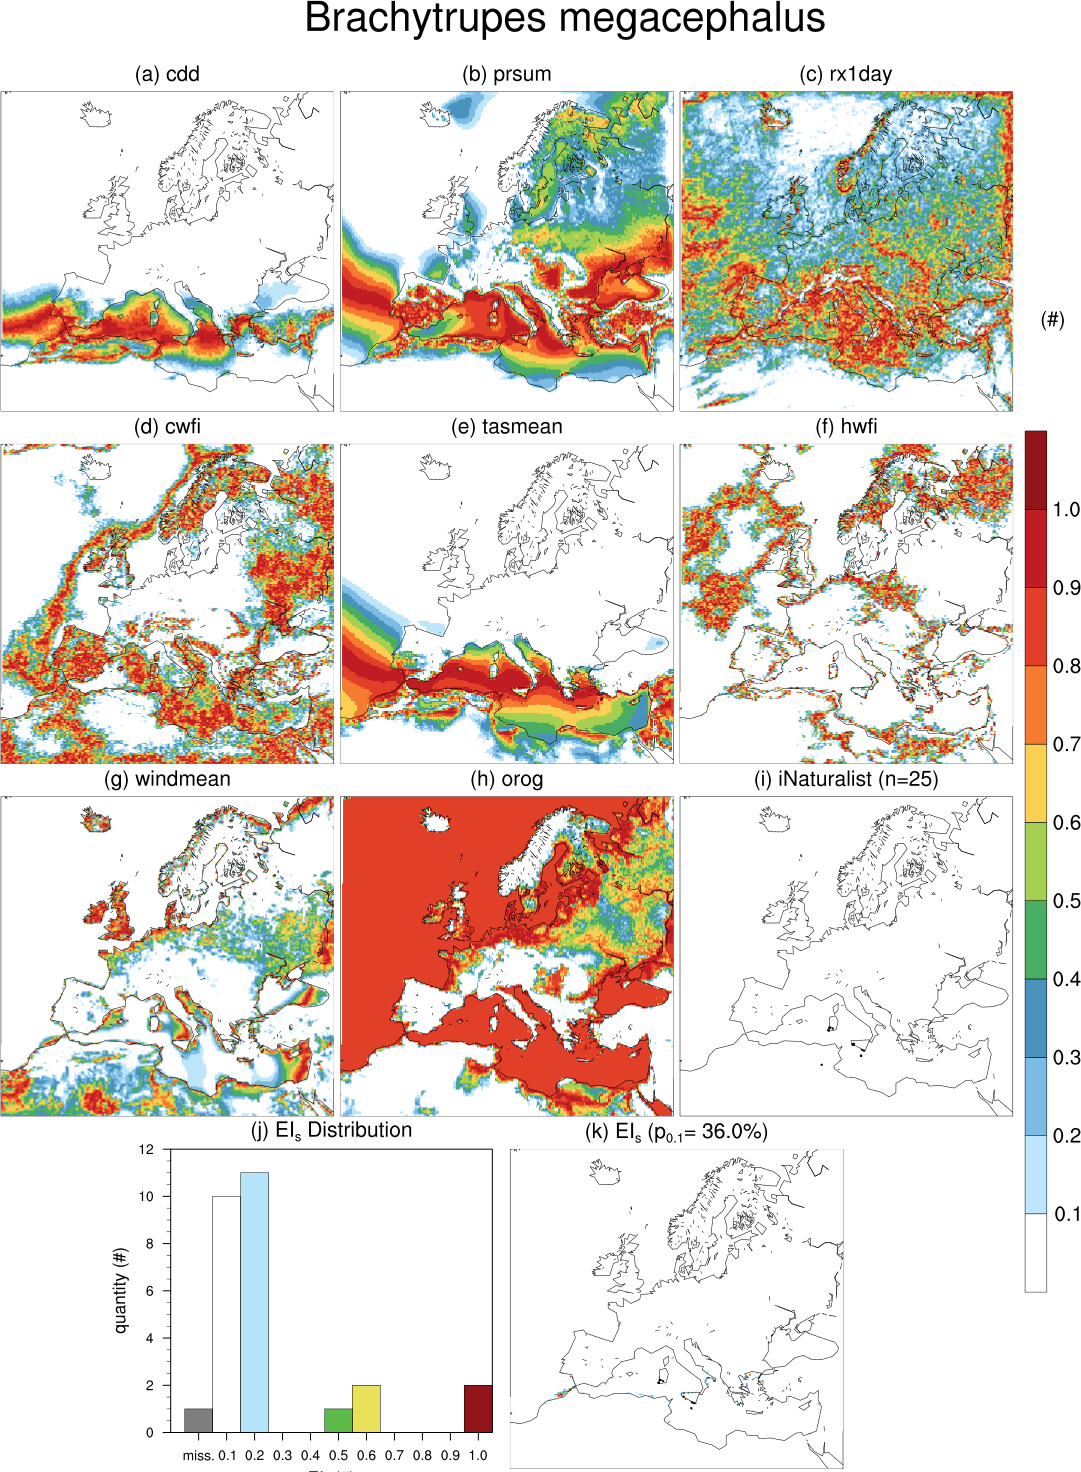 Brachytrupes megacephalus
(a) cdd
(b) prsum
(c) rx1day
(#)
(d) cwfi
(e) tasmean
(f) hwfi
1.0
0.9
0.8
0.7
0.6
0.5
0.4
0.3
0.2
0.1
(g) windmean
(h) orog
(i) iNaturalist (n=25)
(j) EIs Distribution
(k) EIs (p0.1= 36.0%)
quantity (#)
12
10
8
6
4
2
0
miss. 0.1 0.2 0.3 0.4 0.5 0.6 0.7 0.8 0.9 1.0